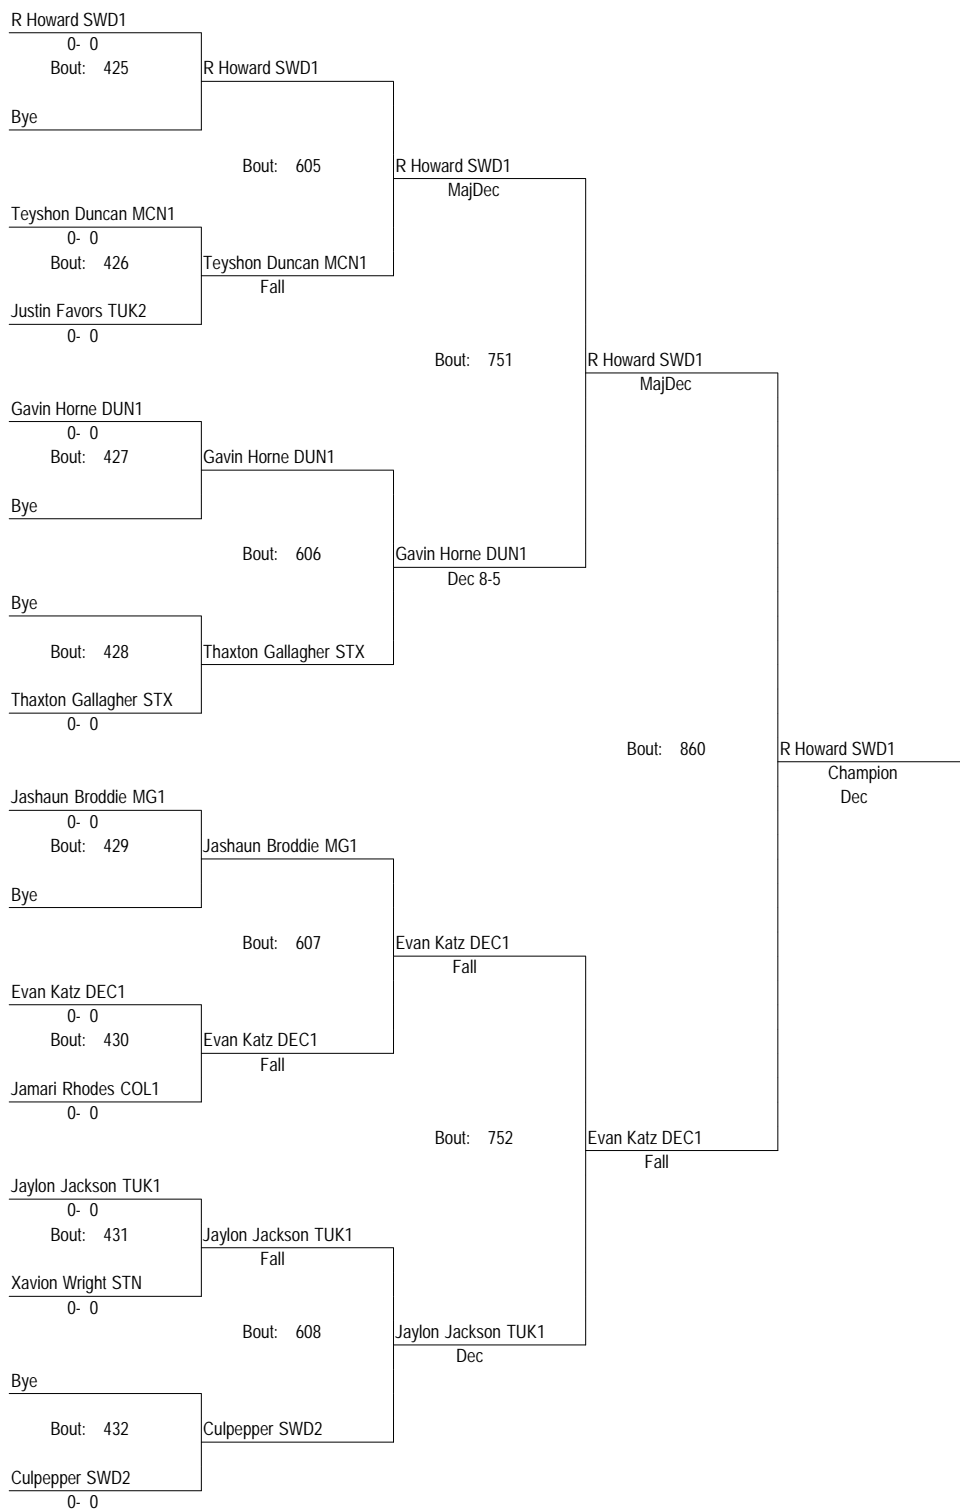 R Howard SWD1
0- 0
Bout: 425
R Howard SWD1
Bye
Bout: 605
R Howard SWD1
MajDec
Teyshon Duncan MCN1
0- 0
Bout: 426
Teyshon Duncan MCN1
Fall
Justin Favors TUK2
0- 0
Bout: 751
R Howard SWD1
MajDec
Gavin Horne DUN1
0- 0
Bout: 427
Gavin Horne DUN1
Bye
Bout: 606
Gavin Horne DUN1
Dec 8-5
Bye
Bout: 428
Thaxton Gallagher STX
Thaxton Gallagher STX
0- 0
Bout: 860
R Howard SWD1
Champion
Dec
Jashaun Broddie MG1
0- 0
Bout: 429
Jashaun Broddie MG1
Bye
Bout: 607
Evan Katz DEC1
Fall
Evan Katz DEC1
0- 0
Bout: 430
Evan Katz DEC1
Fall
Jamari Rhodes COL1
0- 0
Bout: 752
Evan Katz DEC1
Fall
Jaylon Jackson TUK1
0- 0
Bout: 431
Jaylon Jackson TUK1
Fall
Xavion Wright STN
0- 0
Bout: 608
Jaylon Jackson TUK1
Dec
Bye
Bout: 432
Culpepper SWD2
Culpepper SWD2
0- 0